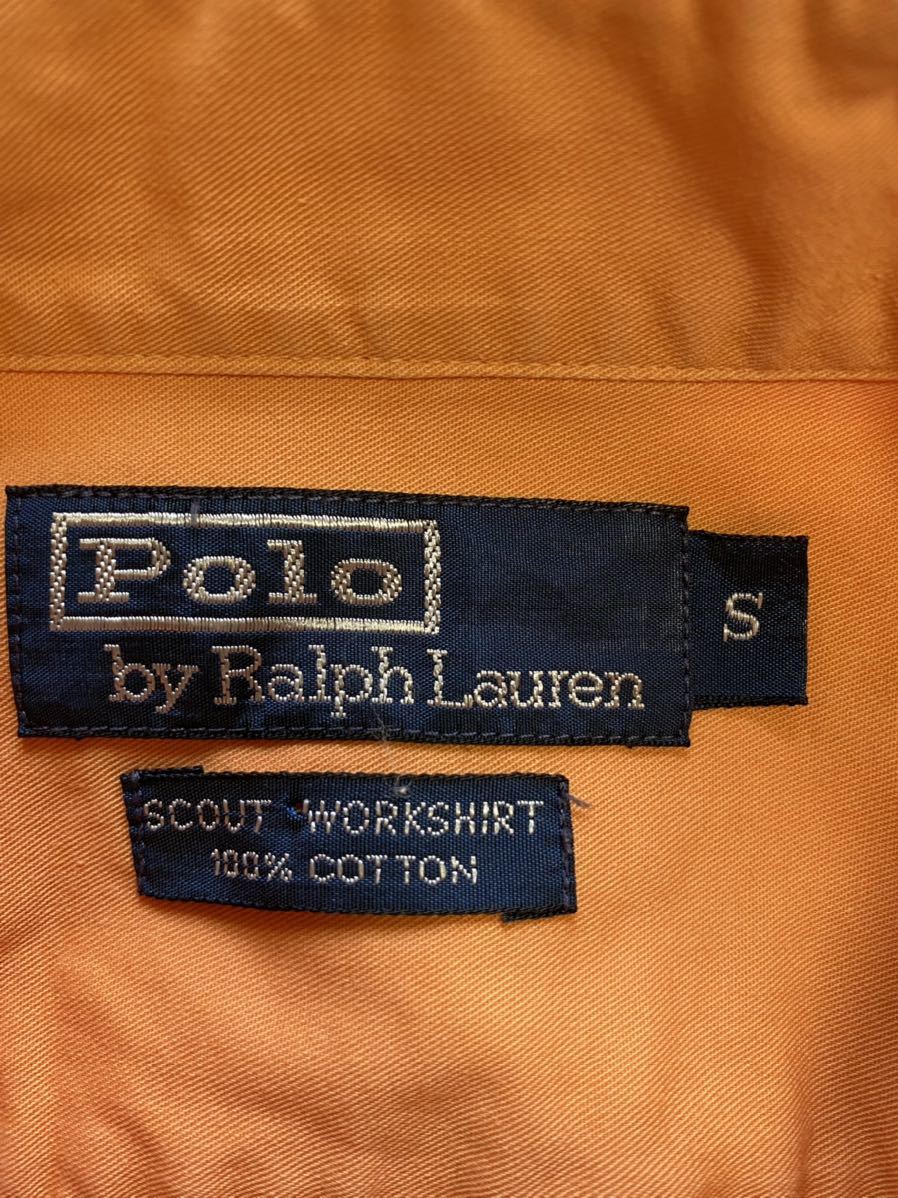 Polo
by Ralph Lauren
S
SCOUT WORKSHIRT
100% COTTON